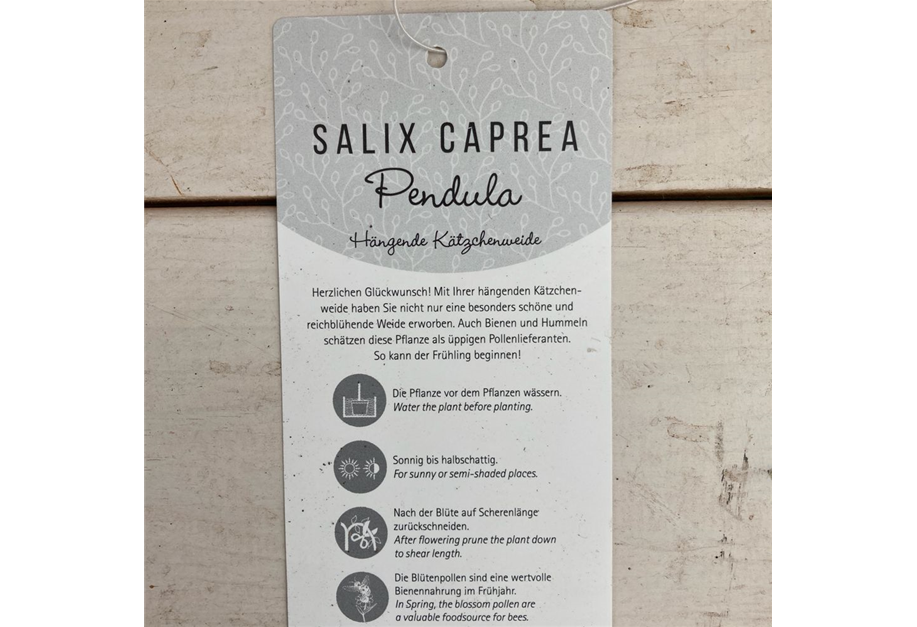 SALIX CAPREA
Pendula
Hängende Kätzchenweide
Herzlichen Glückwunsch! Mit Ihrer hängenden Kätzchen-
weide haben Sie nicht nur eine besonders schöne und
reichblühende Weide erworben. Auch Bienen und Hummeln
schätzen diese Pflanze als üppigen Pollenlieferanten.
So kann der Frühling beginnen!
Die Pflanze vor dem Pflanzen wässern.
Water the plant before planting.
Sonnig bis halbschattig.
For sunny or semi-shaded places.
Nach der Blüte auf Scherenlänge
zurückschneiden.
After flowering prune the plant down
to shear length.
Die Blütenpollen sind eine wertvolle
Bienennahrung im Frühjahr.
In Spring, the blossom pollen are
a valuable foodsource for bees.